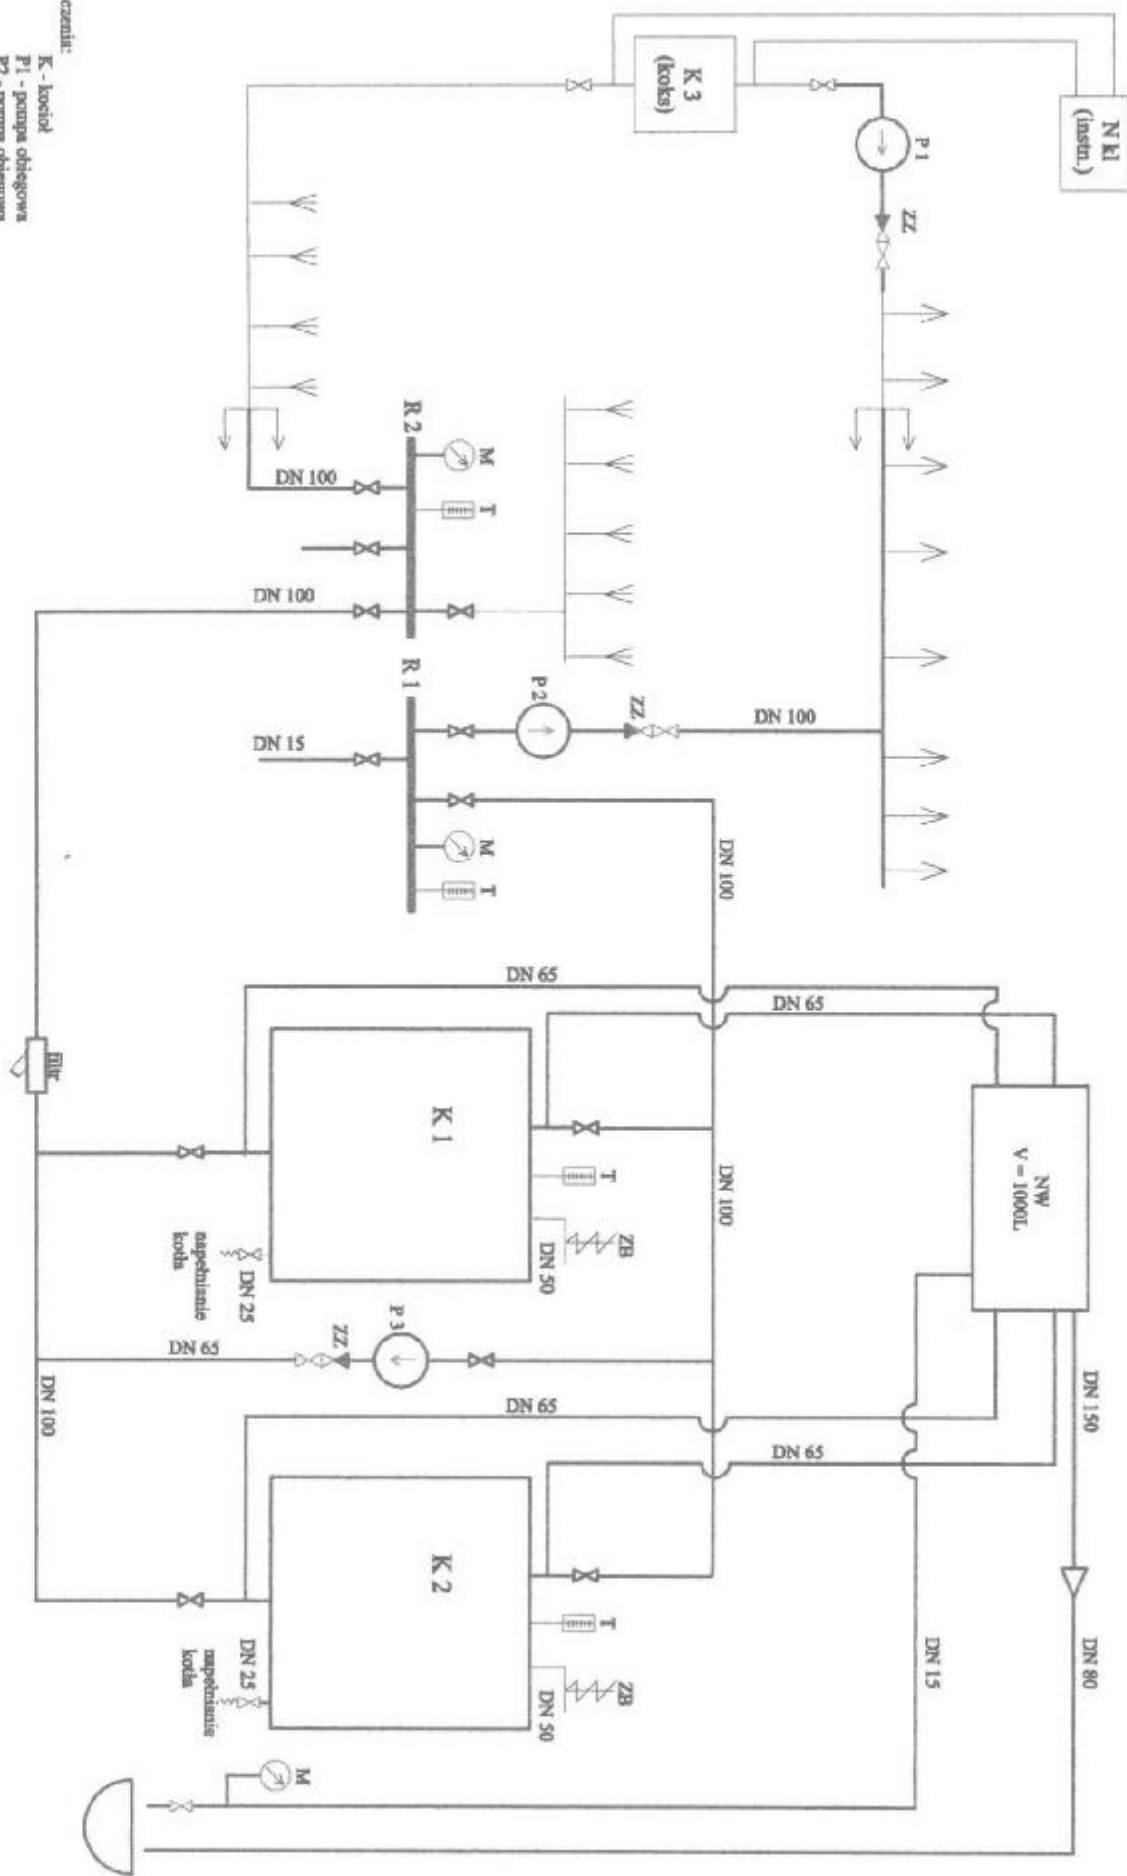 N kl
(instn.)
DN 150
DN 80
NW
V = 1000L
DN 15
P 1
ZZ
DN 100
DN 65
DN 65
DN 100
DN 100
K 3
(koks)
ZZ
ZB
ZB
T
T
DN 50
DN 50
P 2
DN 65
DN 65
M
T
M
T
K 1
K 2
R 2
R 1
P 3
ZZ
DN 100
M
DN 100
DN 15
DN 25
DN 25
napełnianie
kotła
napełnianie
kotła
DN 65
filtr
DN 100
czenia:
K - kocioł
P1 - pompa obiegowa
P2 - pompa obiegowa